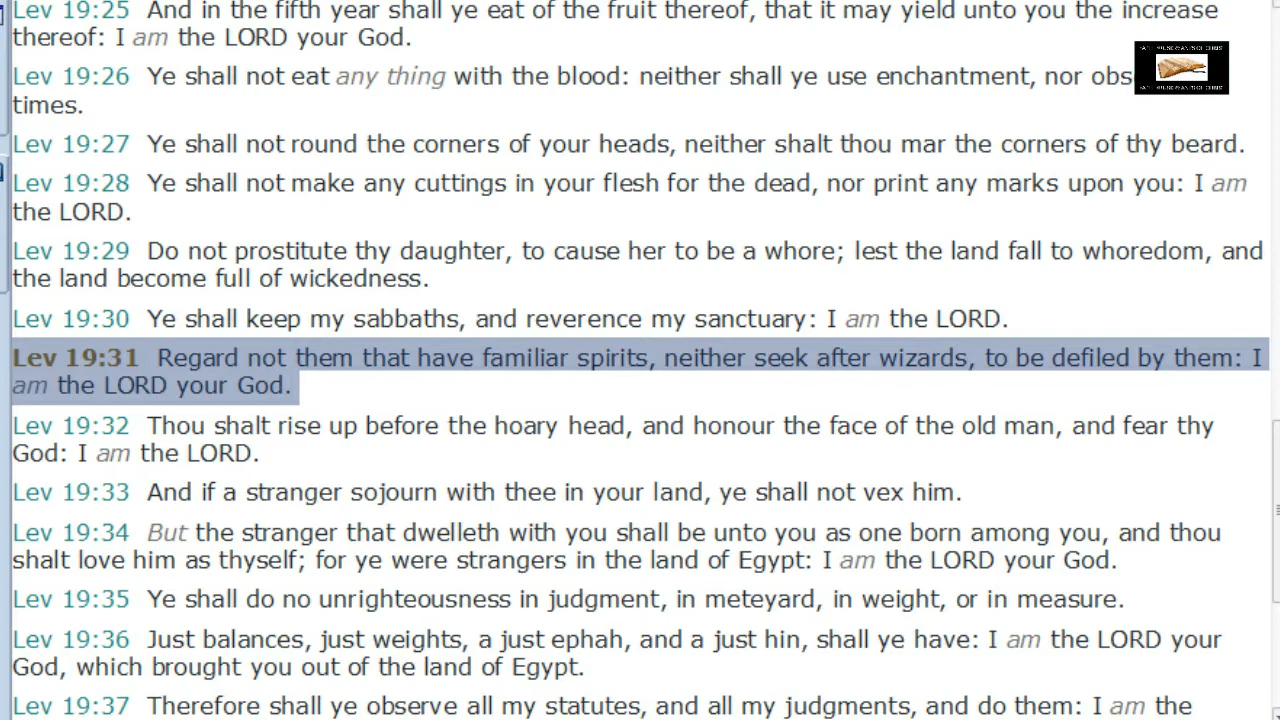 Lev 19:25 And in the fifth year shall ye eat of the fruit thereof, that it may yield unto you the increase
thereof: I am the LORD your God.
Lev 19:26 Ye shall not eat any thing with the blood: neither shall ye use enchantment, nor
times.
Lev 19:27 Ye shall not round the corners of your heads, neither shalt thou mar the corners of thy beard.
Lev 19:28 Ye shall not make any cuttings in your flesh for the dead, nor print any marks upon you: I am
the LORD.
Lev 19:29 Do not prostitute thy daughter, to cause her to be a whore; lest the land fall to whoredom, and
the land become full of wickedness.
Lev 19:30 Ye shall keep my sabbaths, and reverence my sanctuary: I am the LORD.
Lev 19:31 Regard not them that have familiar spirits, neither seek after wizards, to be defiled by them: I
am the LORD your God.
Lev 19:32 Thou shalt rise up before the hoary head, and honour the face of the old man, and fear thy
God: I am the LORD.
Lev 19:33 And if a stranger sojourn with thee in your land, ye shall not vex him.
Lev 19:34 But the stranger that dwelleth with you shall be unto you as one born among you, and thou
shalt love him as thyself; for ye were strangers in the land of Egypt: I am the LORD your God.
Lev 19:35 Ye shall do no unrighteousness in judgment, in meteyard, in weight, or in measure.
Lev 19:36 Just balances, just weights, a just ephah, and a just hin, shall ye have: I am the LORD your
God, which brought you out of the land of Egypt.
Lev 19:37 Therefore shall ye observe all my statutes, and all my judgments, and do them: I am the